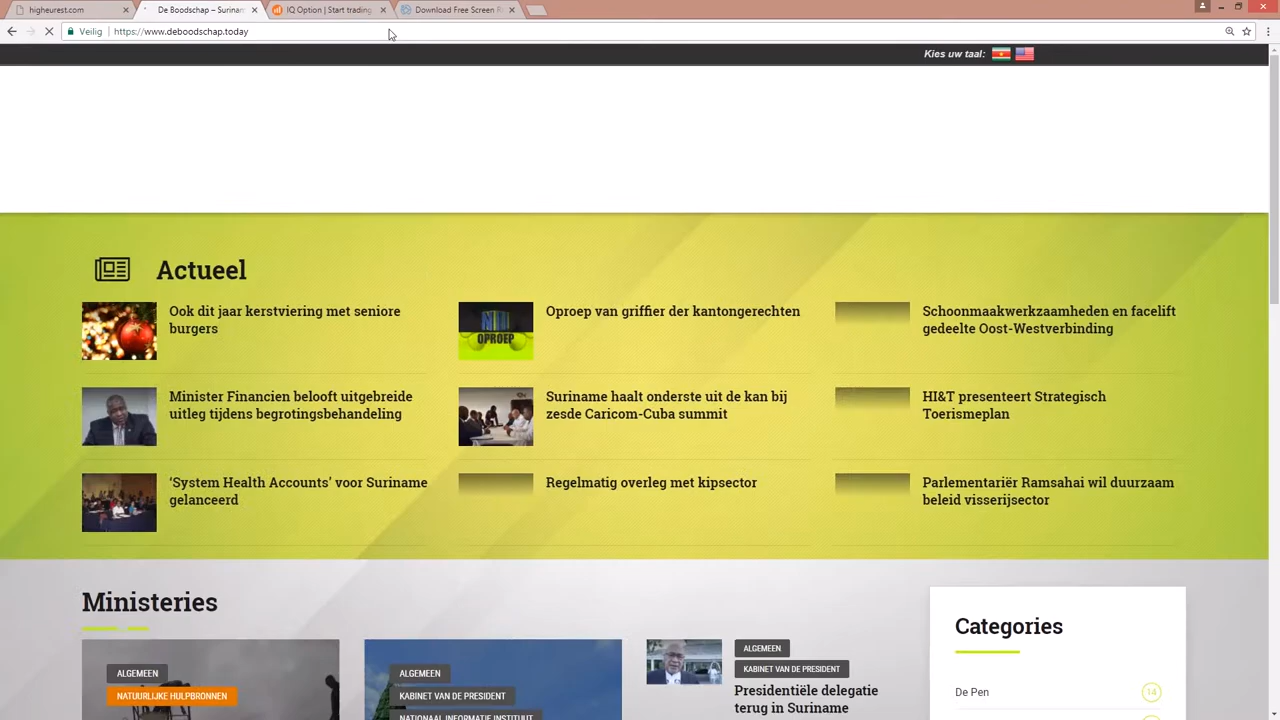 higheurest.com
De Boodschap – Surinam
IQ Option | Start trading
Download Free Screen R
Veilig
https://www.deboodschap.today
Kies uw taal:
Actueel
Ook dit jaar kerstviering met seniore
burgers
Oproep van griffier der kantongerechten
Schoonmaakwerkzaamheden en facelift
gedeelte Oost-Westverbinding
OPROEP
Minister Financien belooft uitgebreide
uitleg tijdens begrotingsbehandeling
Suriname haalt onderste uit de kan bij
zesde Caricom-Cuba summit
HI&T presenteert Strategisch
Toerismeplan
‘System Health Accounts’ voor Suriname
gelanceerd
Regelmatig overleg met kipsector
Parlementariër Ramsahai wil duurzaam
beleid visserijsector
Ministeries
ALGEMEEN
NATUURLIJKE HULPBRONNEN
ALGEMEEN
KABINET VAN DE PRESIDENT
NATIONAAL INFORMATIE INSTITUUT
ALGEMEEN
KABINET VAN DE PRESIDENT
Presidentiële delegatie
terug in Suriname
Categories
De Pen
14